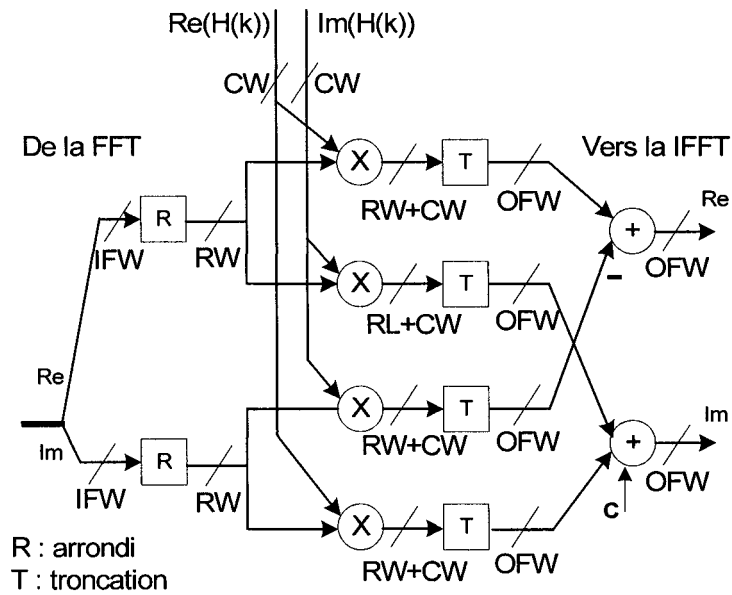 Re(H(k)) Im(H(k))
CW CW
De la FFT
Vers la IFFT
X T
RW+CW OFW
Re
R
IFW RW
+
OFW
-
X T
RL+CW OFW
Re
Im
X T
RW+CW OFW
Im
R
IFW RW
+
OFW
C
X T
RW+CW OFW
R : arrondi
T : troncation